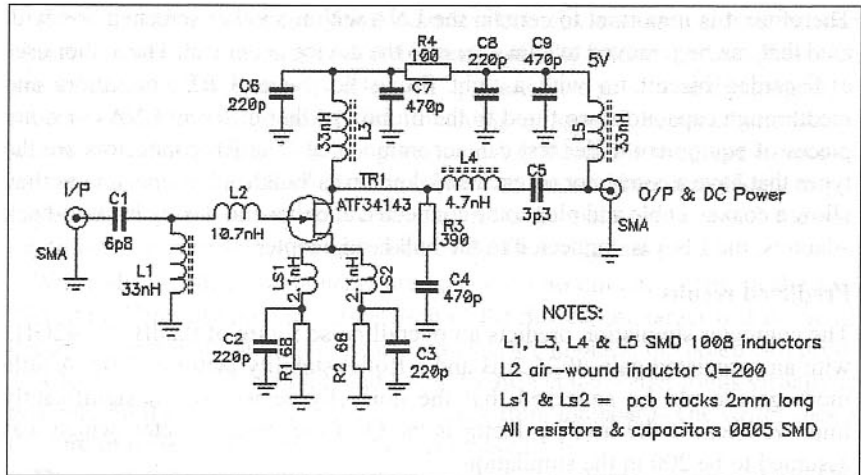 R4
100
C8
220p
C9
470p
5V
C6
220p
33nH
L3
C7
470p
L5
33nH
I/P
C1
6p8
SMA
L1
33nH
L2
10.7nH
TR1
ATF34143
L4
4.7nH
C5
3p3
O/P & DC Power
SMA
R3
390
C4
470p
LS1
2.1nH
LS2
C2
220p
R1 68
R2 68
C3
220p
NOTES:
L1, L3, L4 & L5 SMD 1008 inductors
L2 air-wound inductor Q=200
Ls1 & Ls2 = pcb tracks 2mm long
All resistors & capacitors 0805 SMD